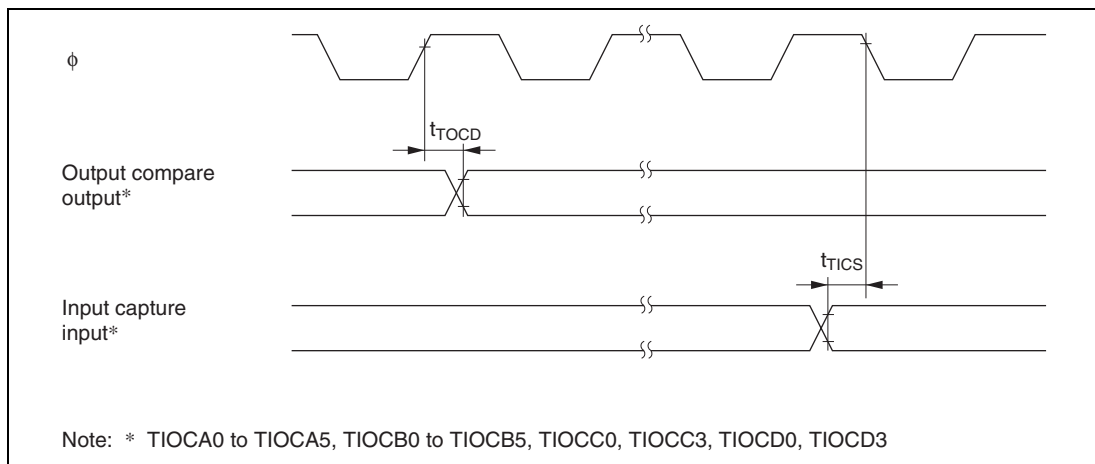 ϕ
tTOCD
Output compare
output*
tTICS
Input capture
input*
Note: * TIOCA0 to TIOCA5, TIOCB0 to TIOCB5, TIOCC0, TIOCC3, TIOCD0, TIOCD3